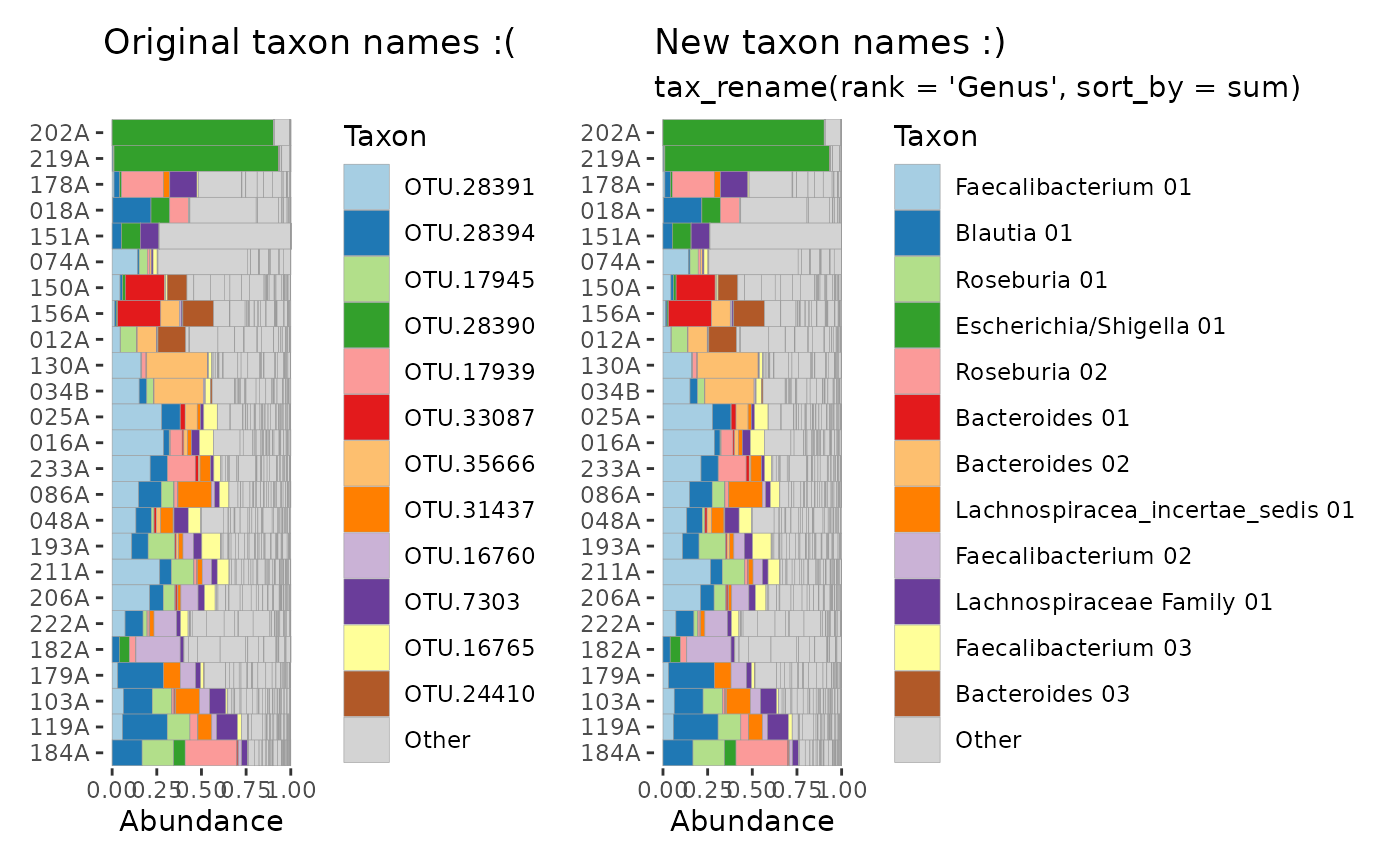 Original taxon names :(
202A
219A
178A
018A
151A
074A
150A
156A
012A
130A
034B
025A
016A
233A
086A
048A
193A
211A
206A
222A
182A
179A
103A
119A
184A
0.00 0.25 0.50 0.75 1.00
Abundance
Taxon
OTU.28391
OTU.28394
OTU.17945
OTU.28390
OTU.17939
OTU.33087
OTU.35666
OTU.31437
OTU.16760
OTU.7303
OTU.16765
OTU.24410
Other
New taxon names :)
tax_rename(rank = 'Genus', sort_by = sum)
202A
219A
178A
018A
151A
074A
150A
156A
012A
130A
034B
025A
016A
233A
086A
048A
193A
211A
206A
222A
182A
179A
103A
119A
184A
0.00 0.25 0.50 0.75 1.00
Abundance
Taxon
Faecalibacterium 01
Blautia 01
Roseburia 01
Escherichia/Shigella 01
Roseburia 02
Bacteroides 01
Bacteroides 02
Lachnospiracea_incertae_sedis 01
Faecalibacterium 02
Lachnospiraceae Family 01
Faecalibacterium 03
Bacteroides 03
Other